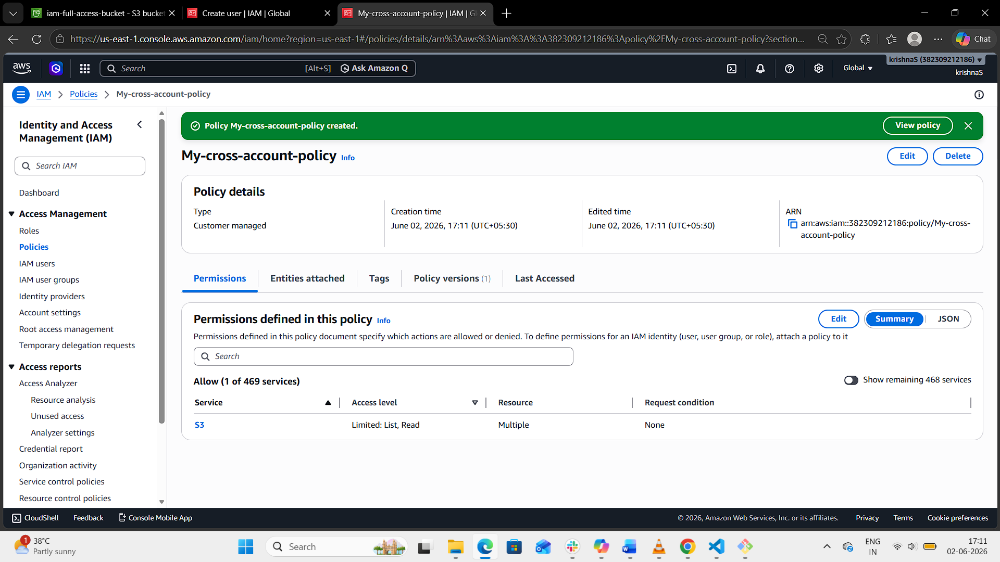 iam-full-access-bucket - S3 bucket
Create user | IAM | Global
My-cross-account-policy | IAM | Gl
https://us-east-1.console.aws.amazon.com/iam/home?region=us-east-1#/policies/details/arn%3Aaws%3Aiam%3A%3A382309212186%3Apolicy%2FMy-cross-account-policy?section...
Chat
aws
Search
[Alt+S]
Ask Amazon Q
Global
krishnaS (382309212186)
krishnaS
IAM
Policies
My-cross-account-policy
Identity and Access
Management (IAM)
Search IAM
Dashboard
Access Management
Roles
Policies
IAM users
IAM user groups
Identity providers
Account settings
Root access management
Temporary delegation requests
Access reports
Access Analyzer
Resource analysis
Unused access
Analyzer settings
Credential report
Organization activity
Service control policies
Resource control policies
Policy My-cross-account-policy created.
View policy
My-cross-account-policy Info
Edit
Delete
Policy details
Type
Customer managed
Creation time
June 02, 2026, 17:11 (UTC+05:30)
Edited time
June 02, 2026, 17:11 (UTC+05:30)
ARN
arn:aws:iam::382309212186:policy/My-cross-
account-policy
Permissions
Entities attached
Tags
Policy versions (1)
Last Accessed
Permissions defined in this policy Info
Edit
Summary
JSON
Permissions defined in this policy document specify which actions are allowed or denied. To define permissions for an IAM identity (user, user group, or role), attach a policy to it
Search
Allow (1 of 469 services)
Show remaining 468 services
Service
Access level
Resource
Request condition
S3
Limited: List, Read
Multiple
None
CloudShell
Feedback
Console Mobile App
© 2026, Amazon Web Services, Inc. or its affiliates.
Privacy
Terms
Cookie preferences
1
38°C
Partly sunny
Search
ENG
IN
17:11
02-06-2026